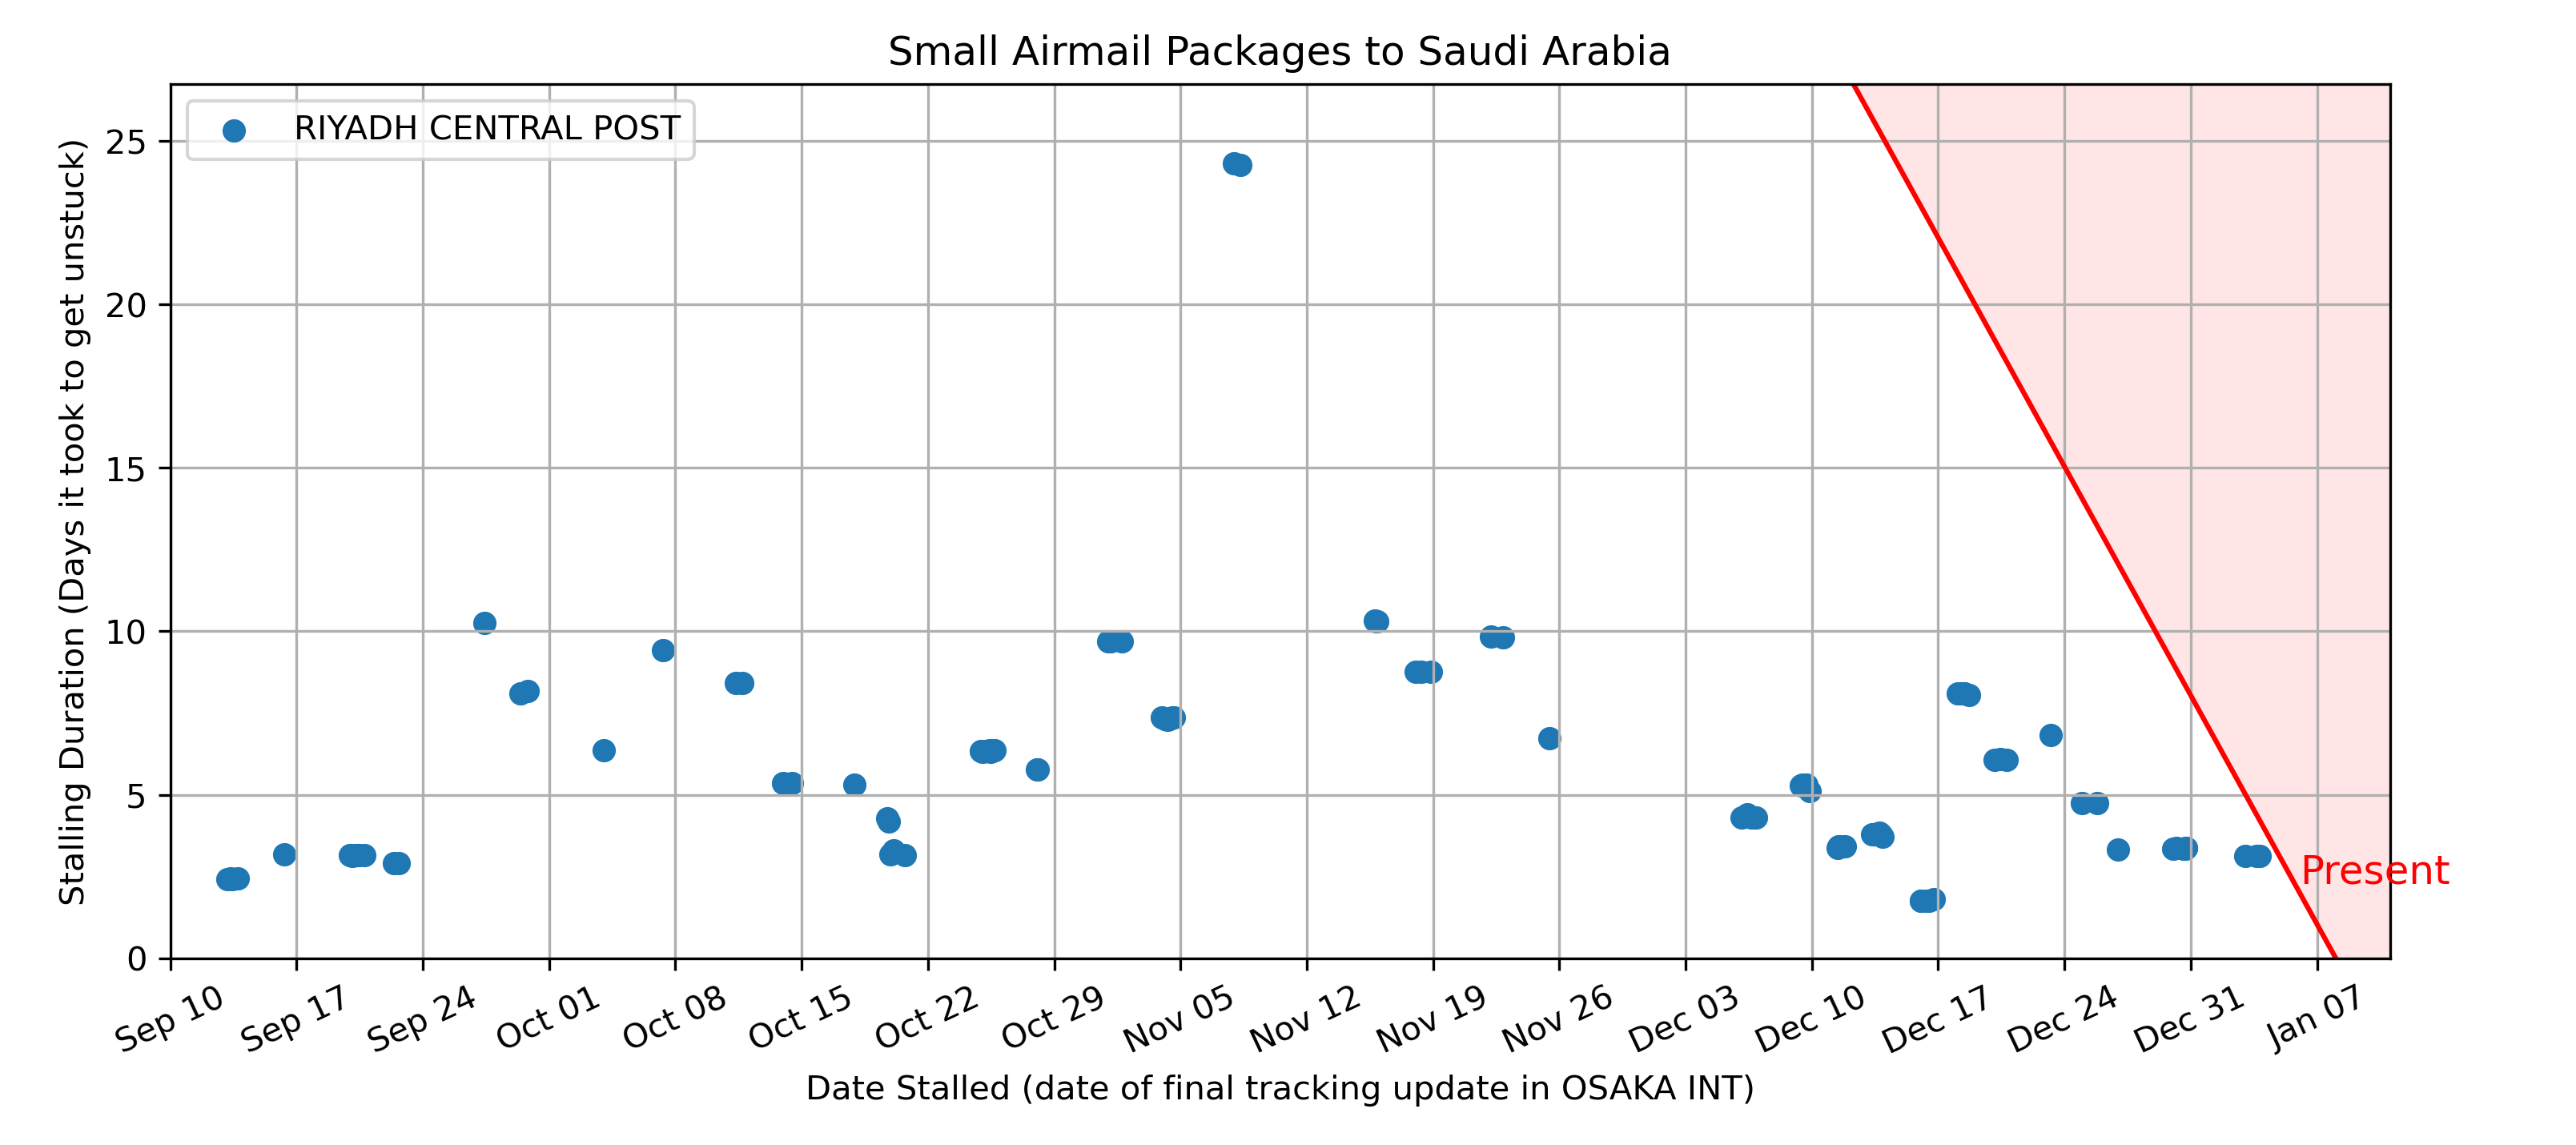 Small Airmail Packages to Saudi Arabia
RIYADH CENTRAL POST
Stalling Duration (Days it took to get unstuck)
25
20
15
10
5
0
Present
Sep 10
Sep 17
Sep 24
Oct 01
Oct 08
Oct 15
Oct 22
Oct 29
Nov 05
Nov 12
Nov 19
Nov 26
Dec 03
Dec 10
Dec 17
Dec 24
Dec 31
Jan 07
Date Stalled (date of final tracking update in OSAKA INT)